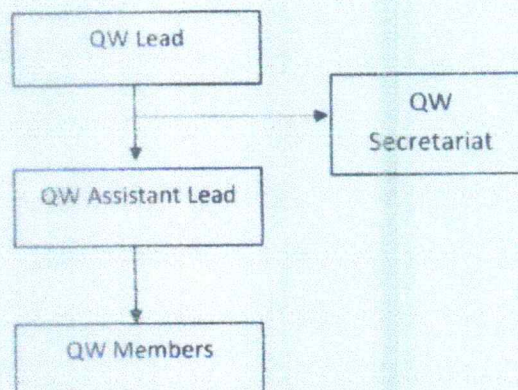 QW Lead
QW
Secretariat
QW Assistant Lead
QW Members